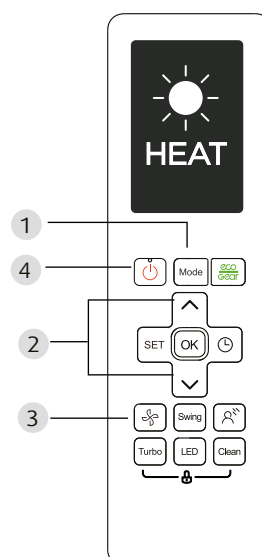 HEAT
1
4
Mode
eco
Gear
2
SET
OK
3
Swing
Turbo
LED
Clean